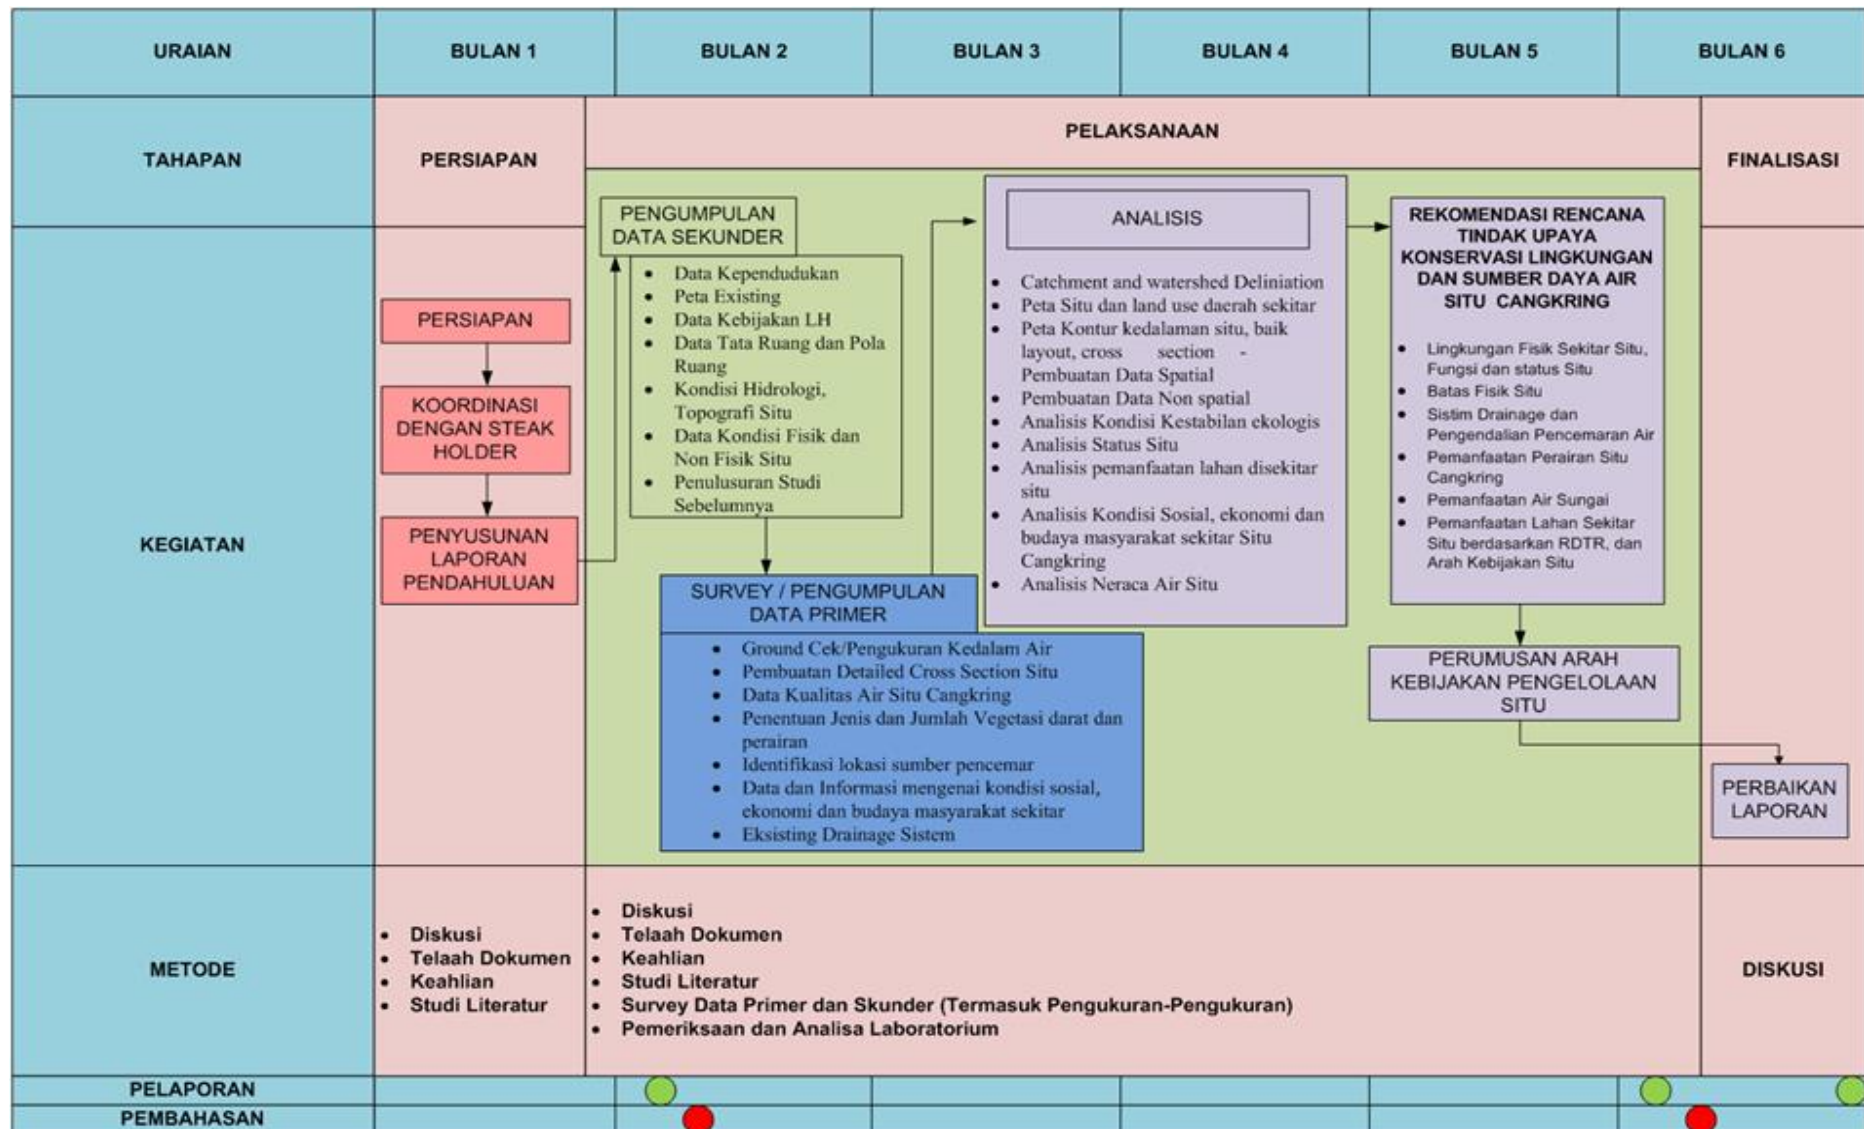 URAIAN
BULAN 1
BULAN 2
BULAN 3
BULAN 4
BULAN 5
BULAN 6
TAHAPAN
PERSIAPAN
PELAKSANAAN
FINALISASI
KEGIATAN
PERSIAPAN
KOORDINASI
DENGAN STEAK
HOLDER
PENYUSUNAN
LAPORAN
PENDAHULUAN
PENGUMPULAN
DATA SEKUNDER
• Data Kependudukan
• Peta Existing
• Data Kebijakan LH
• Data Tata Ruang dan Pola
Ruang
• Kondisi Hidrologi,
Topografi Situ
• Data Kondisi Fisik dan
Non Fisik Situ
• Penulusuran Studi
Sebelumnya
SURVEY / PENGUMPULAN
DATA PRIMER
• Ground Cek/Pengukuran Kedalam Air
• Pembuatan Detailed Cross Section Situ
• Data Kualitas Air Situ Cangkring
• Penentuan Jenis dan Jumlah Vegetasi darat dan
perairan
• Identifikasi lokasi sumber pencemar
• Data dan Informasi mengenai kondisi sosial,
ekonomi dan budaya masyarakat sekitar
• Eksisting Drainage Sistem
ANALISIS
• Catchment and watershed Deliniation
• Peta Situ dan land use daerah sekitar
• Peta Kontur kedalaman situ, baik
layout, cross section -
Pembuatan Data Spatial
• Pembuatan Data Non spatial
• Analisis Kondisi Kestabilan ekologis
• Analisis Status Situ
• Analisis pemanfaatan lahan disekitar
situ
• Analisis Kondisi Sosial, ekonomi dan
budaya masyarakat sekitar Situ
Cangkring
• Analisis Neraca Air Situ
REKOMENDASI RENCANA
TINDAK UPAYA
KONSERVASI LINGKUNGAN
DAN SUMBER DAYA AIR
SITU CANGKRING
• Lingkungan Fisik Sekitar Situ,
Fungsi dan status Situ
• Batas Fisik Situ
• Sistim Drainage dan
Pengendalian Pencemaran Air
• Pemanfaatan Perairan Situ
Cangkring
• Pemanfaatan Air Sungai
• Pemanfaatan Lahan Sekitar
Situ berdasarkan RDTR, dan
Arah Kebijakan Situ
PERUMUSAN ARAH
KEBIJAKAN PENGELOLAAN
SITU
PERBAIKAN
LAPORAN
METODE
• Diskusi
• Telaah Dokumen
• Keahlian
• Studi Literatur
• Diskusi
• Telaah Dokumen
• Keahlian
• Studi Literatur
• Survey Data Primer dan Skunder (Termasuk Pengukuran-Pengukuran)
• Pemeriksaan dan Analisa Laboratorium
DISKUSI
PELAPORAN
PEMBAHASAN